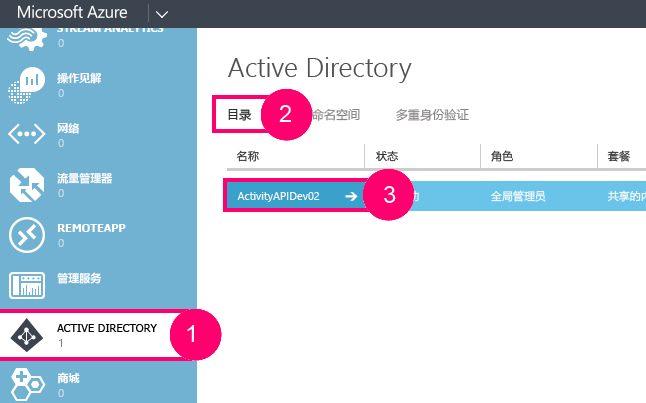 Microsoft Azure
STREAM ANALYTICS
0
操作见解
0
网络
0
流量管理器
0
REMOTEAPP
0
管理服务
0
ACTIVE DIRECTORY
1
1
商城
0
Active Directory
目录
2
命名空间
多重身份验证
名称
状态
角色
套餐
ActivityAPIDev02
3
动
全局管理员
共享的